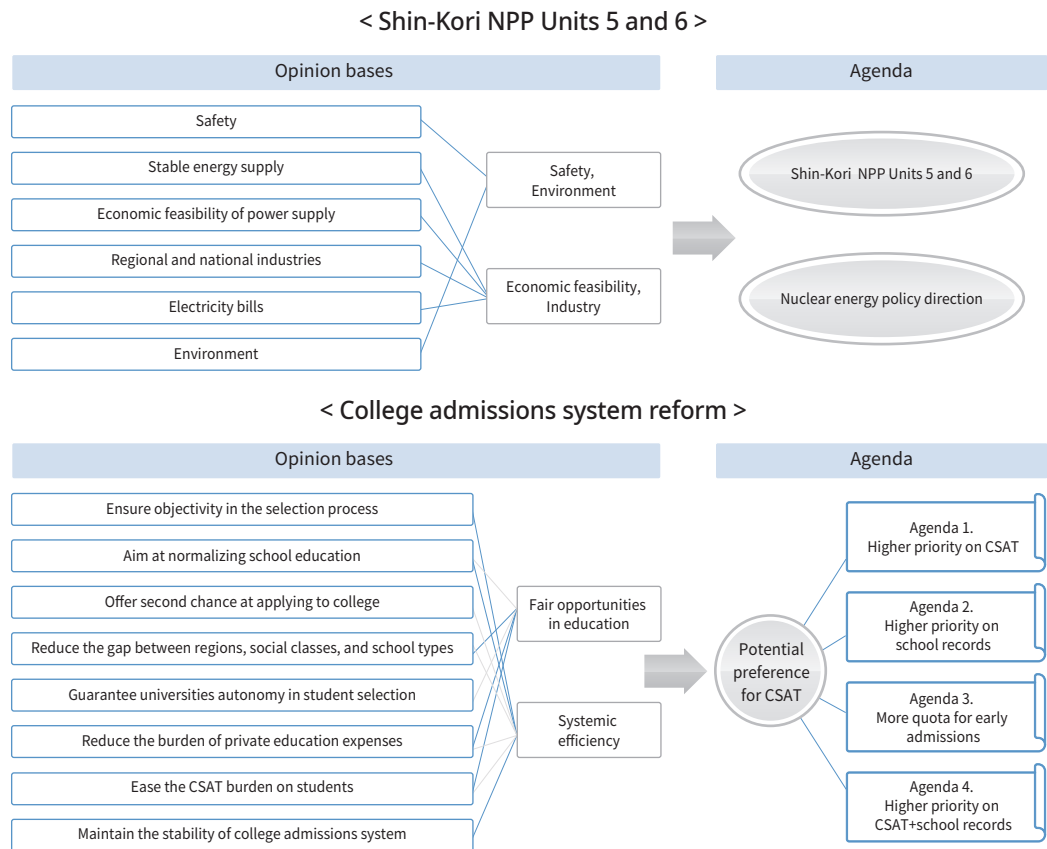 < Shin-Kori NPP Units 5 and 6 >
Opinion bases
Agenda
Safety
Stable energy supply
Economic feasibility of power supply
Regional and national industries
Electricity bills
Environment
Safety,
Environment
Economic feasibility,
Industry
Shin-Kori NPP Units 5 and 6
Nuclear energy policy direction
< College admissions system reform >
Opinion bases
Agenda
Ensure objectivity in the selection process
Aim at normalizing school education
Offer second chance at applying to college
Reduce the gap between regions, social classes, and school types
Guarantee universities autonomy in student selection
Reduce the burden of private education expenses
Ease the CSAT burden on students
Maintain the stability of college admissions system
Fair opportunities
in education
Systemic
efficiency
Potential
preference
for CSAT
Agenda 1.
Higher priority on CSAT
Agenda 2.
Higher priority on
school records
Agenda 3.
More quota for early
admissions
Agenda 4.
Higher priority on
CSAT+school records